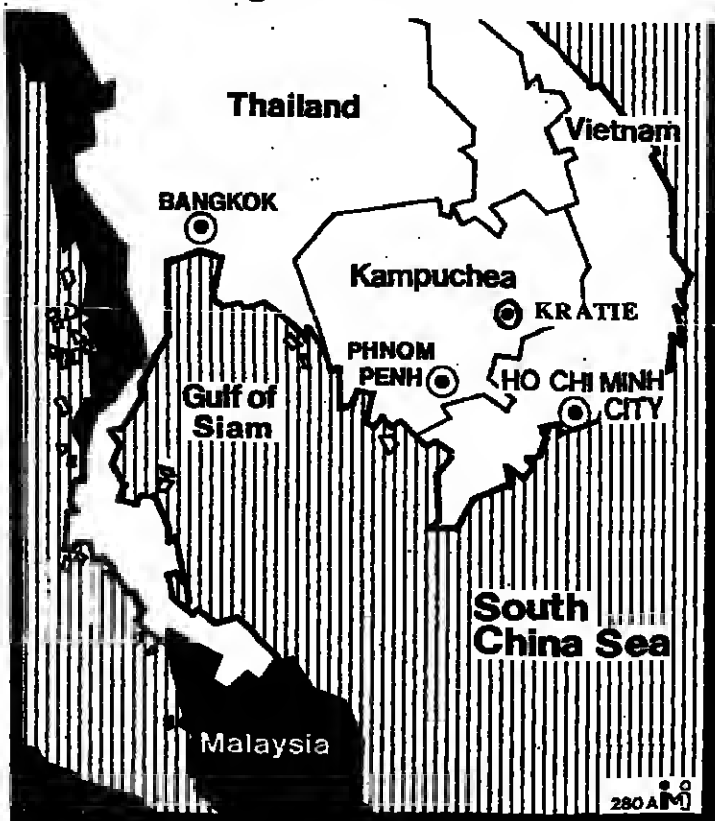 Thailand
Vietnam
BANGKOK
Kampuchea
KRATIE
PHNOM
PENH
HO CHI MINH
CITY
Gulf of
Siam
South
China Sea
Malaysia
280 A